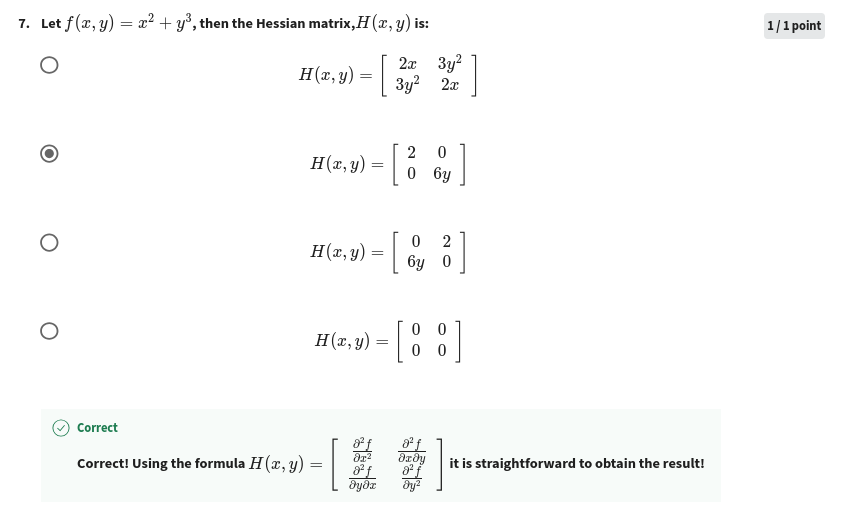 7. Let f(x, y) = x² + y³, then the Hessian matrix,H(x, y) is:
1 / 1 point
H(x, y) = [ 2x 3y²
3y² 2x ]
H(x, y) = [ 2 0
0 6y ]
H(x, y) = [ 0 2
6y 0 ]
H(x, y) = [ 0 0
0 0 ]
Correct
Correct! Using the formula H(x, y) = [ ∂²f/∂x² ∂²f/∂x∂y
∂²f/∂y∂x ∂²f/∂y² ] it is straightforward to obtain the result!